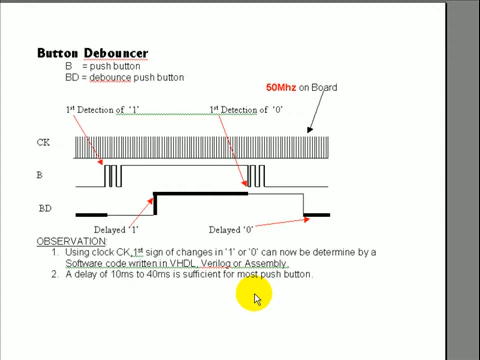 Button Debouncer
B = push button
BD = debounce push button
50Mhz on Board
1st Detection of '1' 1st Detection of '0'
CK
B
BD
Delayed '1' Delayed '0'
OBSERVATION:
1. Using clock CK,1st sign of changes in '1' or '0' can now be determine by a
Software code written in VHDL, Verilog or Assembly.
2. A delay of 10ms to 40ms is sufficient for most push button.